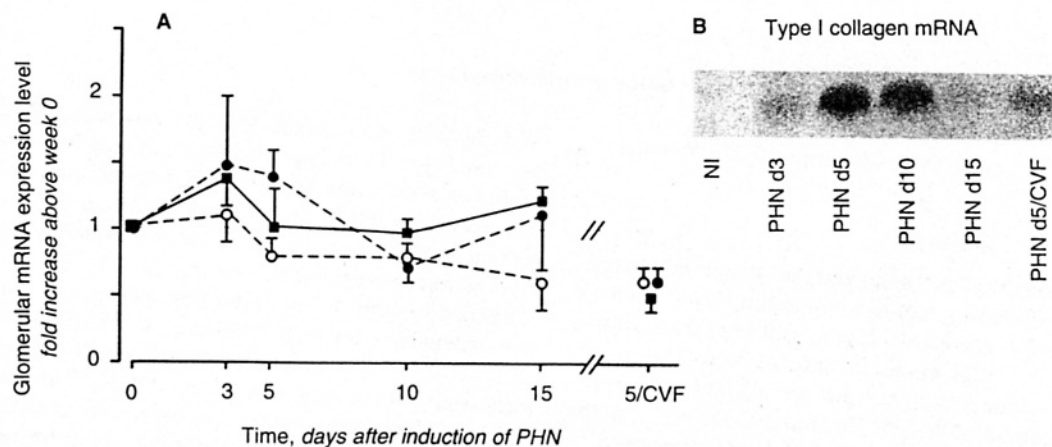 A
Glomerular mRNA expression level
fold increase above week 0
2
1
0
0 3 5 10 15 5/CVF
Time, days after induction of PHN
B Type I collagen mRNA
NI
PHN d3
PHN d5
PHN d10
PHN d15
PHN d5/CVF